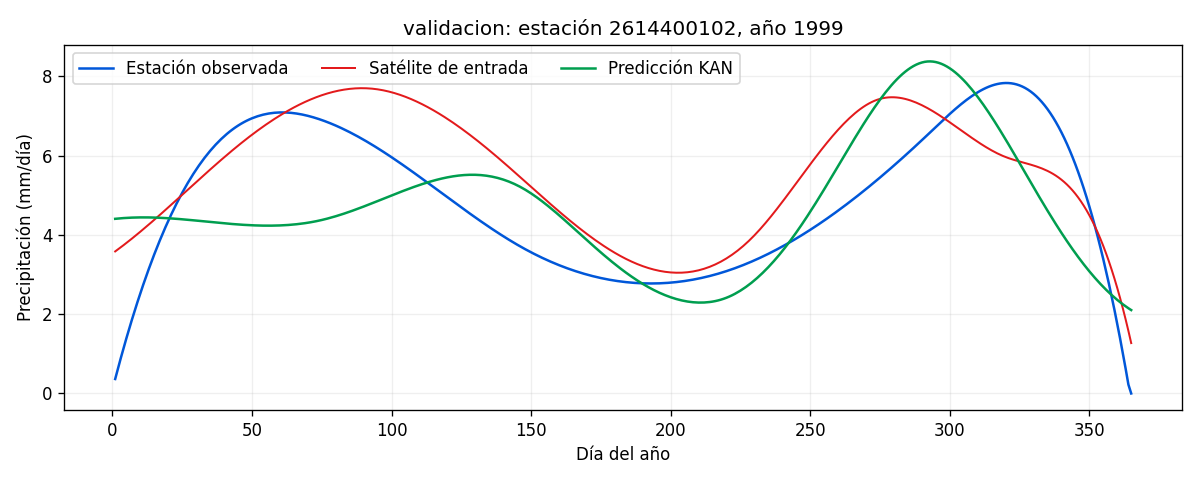 validacion: estación 2614400102, año 1999
Estación observada
Satélite de entrada
Predicción KAN
Precipitación (mm/día)
8
6
4
2
0
0 50 100 150 200 250 300 350
Día del año